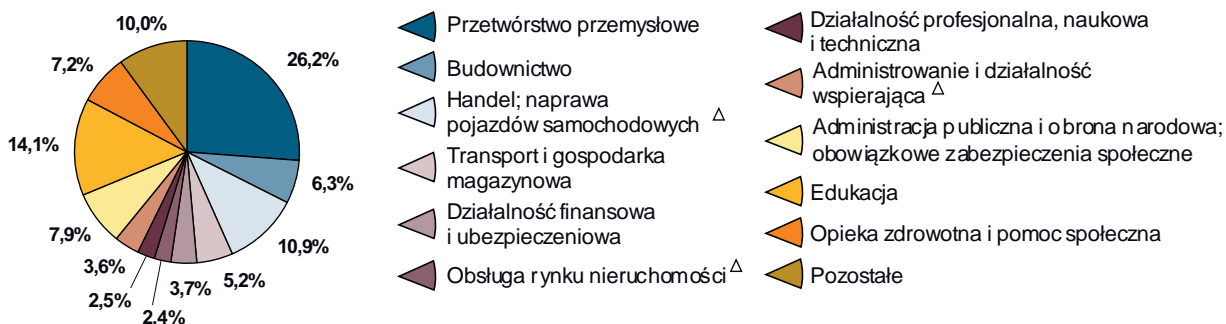 10,0%
26,2%
7,2%
14,1%
6,3%
7,9%
10,9%
3,6%
5,2%
2,5%
3,7%
2,4%
Przetwórstwo przemysłowe
Budownictwo
Handel; naprawa
pojazdów samochodowych Δ
Transport i gospodarka
magazynowa
Działalność finansowa
i ubezpieczeniowa
Obsługa rynku nieruchomości Δ
Działalność profesjonalna, naukowa
i techniczna
Administrowanie i działalność
wspierająca Δ
Administracja publiczna i obrona narodowa;
obowiązkowe zabezpieczenia społeczne
Edukacja
Opieka zdrowotna i pomoc społeczna
Pozostałe